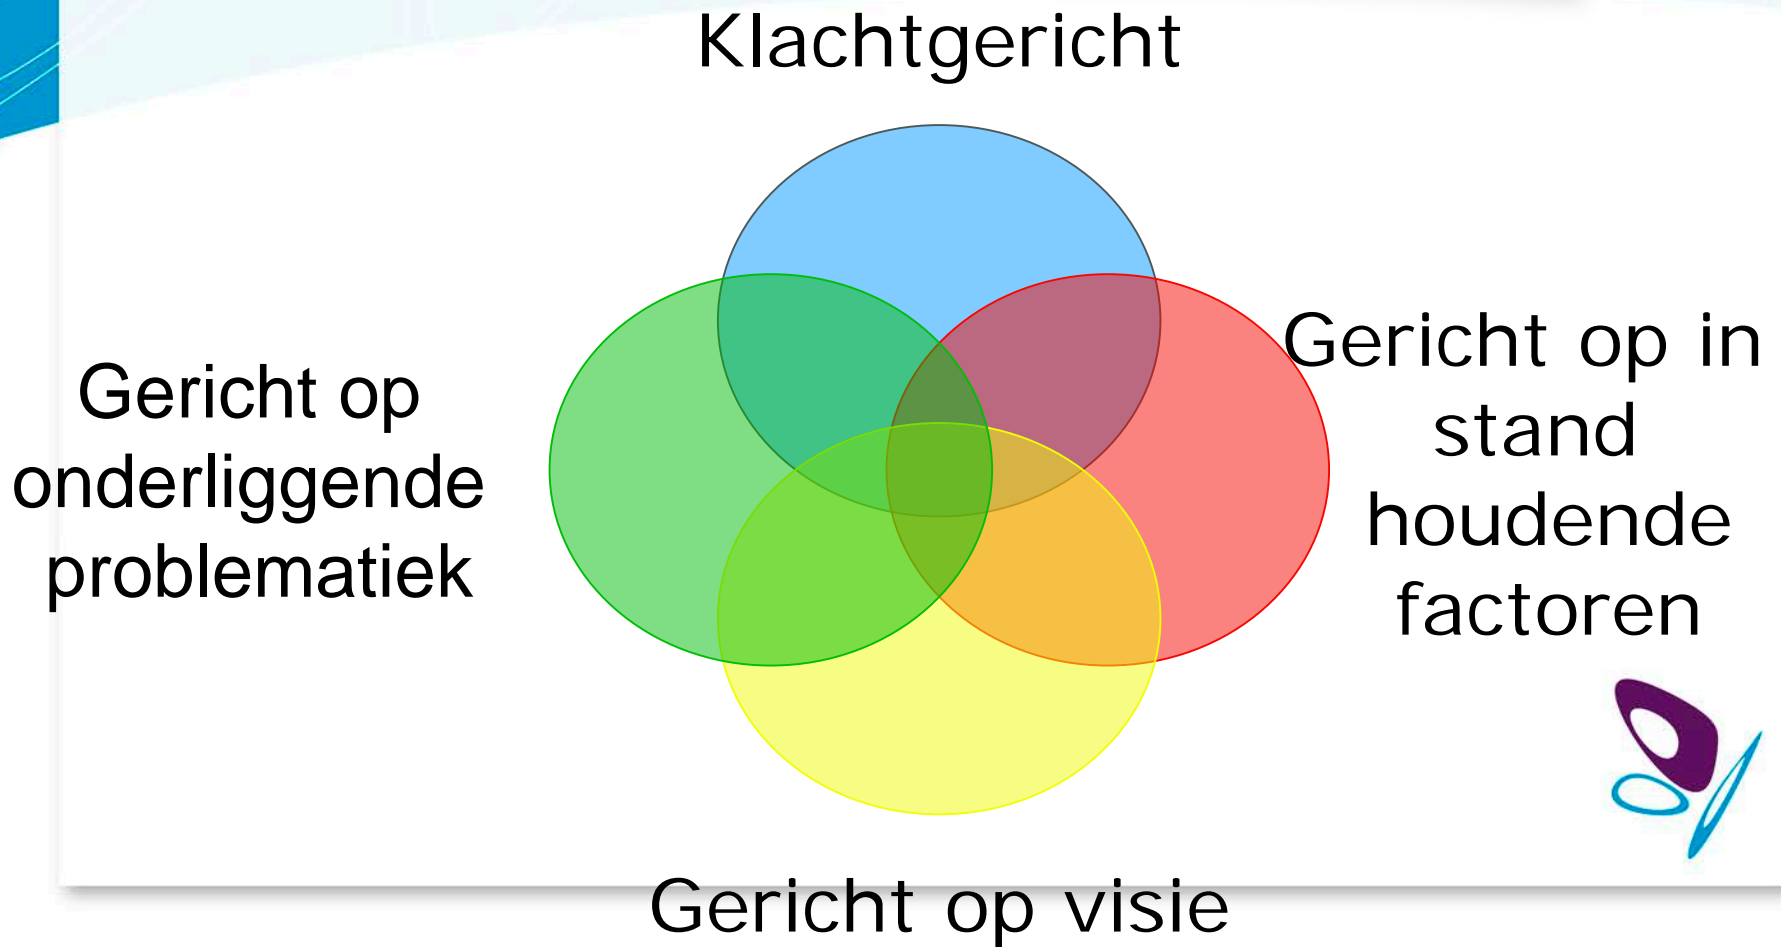 Klachtgericht
Gericht op
onderliggende
problematiek
Gericht op in
stand
houdende
factoren
Gericht op visie